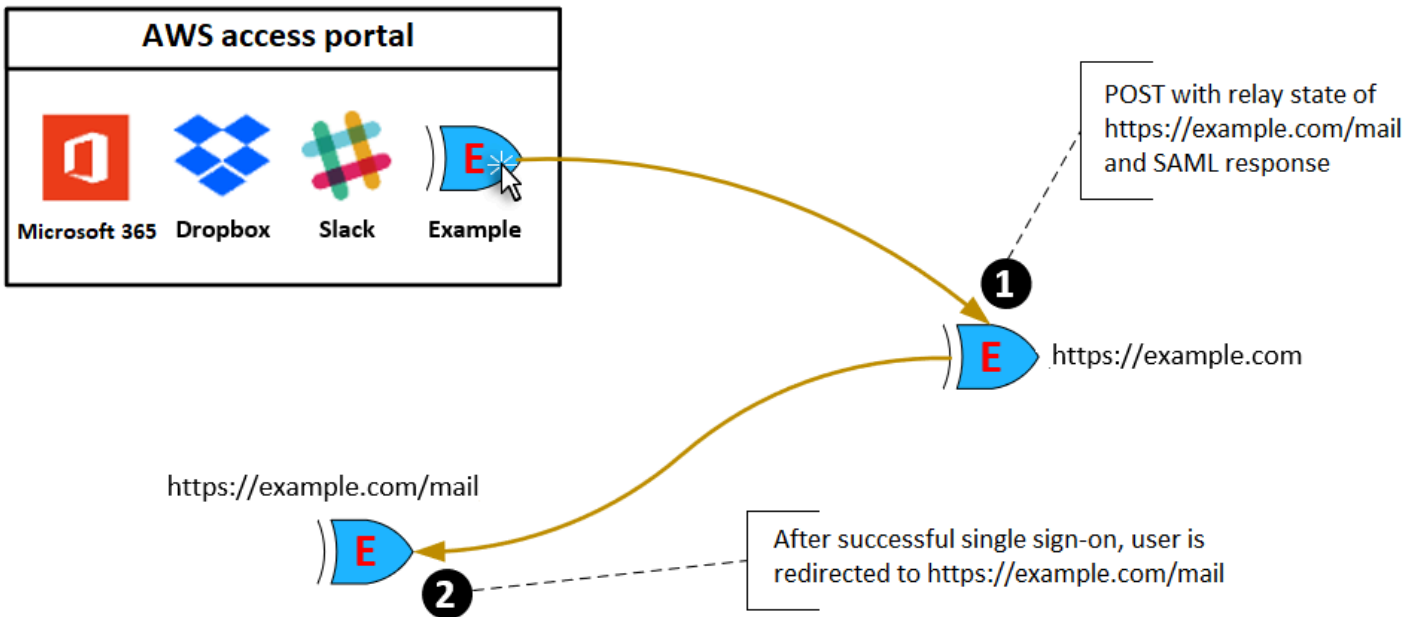 AWS access portal
E
Microsoft 365
Dropbox
Slack
Example
POST with relay state of
https://example.com/mail
and SAML response
1
E
https://example.com
https://example.com/mail
E
2
After successful single sign-on, user is
redirected to https://example.com/mail